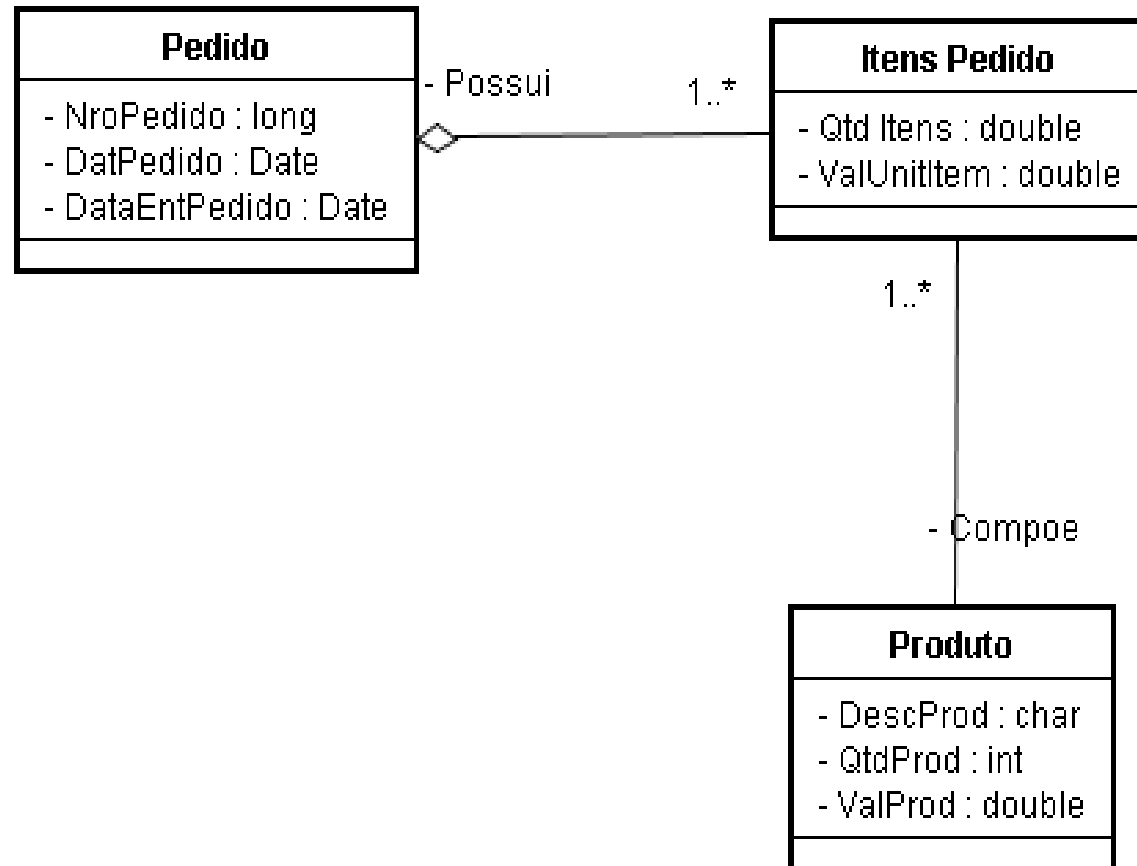 Pedido
- NroPedido : long
- DatPedido : Date
- DataEntPedido : Date
- Possui
1..*
Itens Pedido
- Qtd Itens : double
- ValUnitItem : double
1..*
- Compoe
Produto
- DescProd : char
- QtdProd : int
- ValProd : double